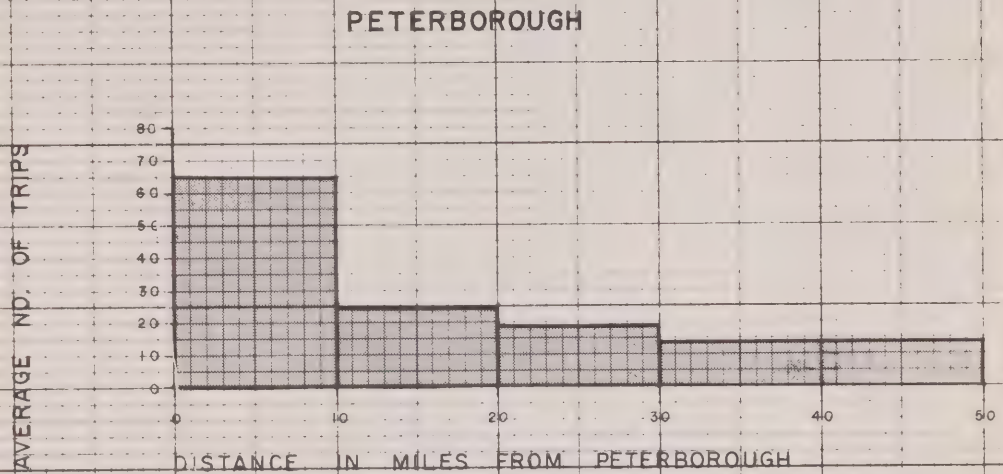 PETERBOROUGH
AVERAGE NO. OF TRIPS
80
70
60
50
40
30
20
10
0
0 10 20 30 40 50
DISTANCE IN MILES FROM PETERBOROUGH